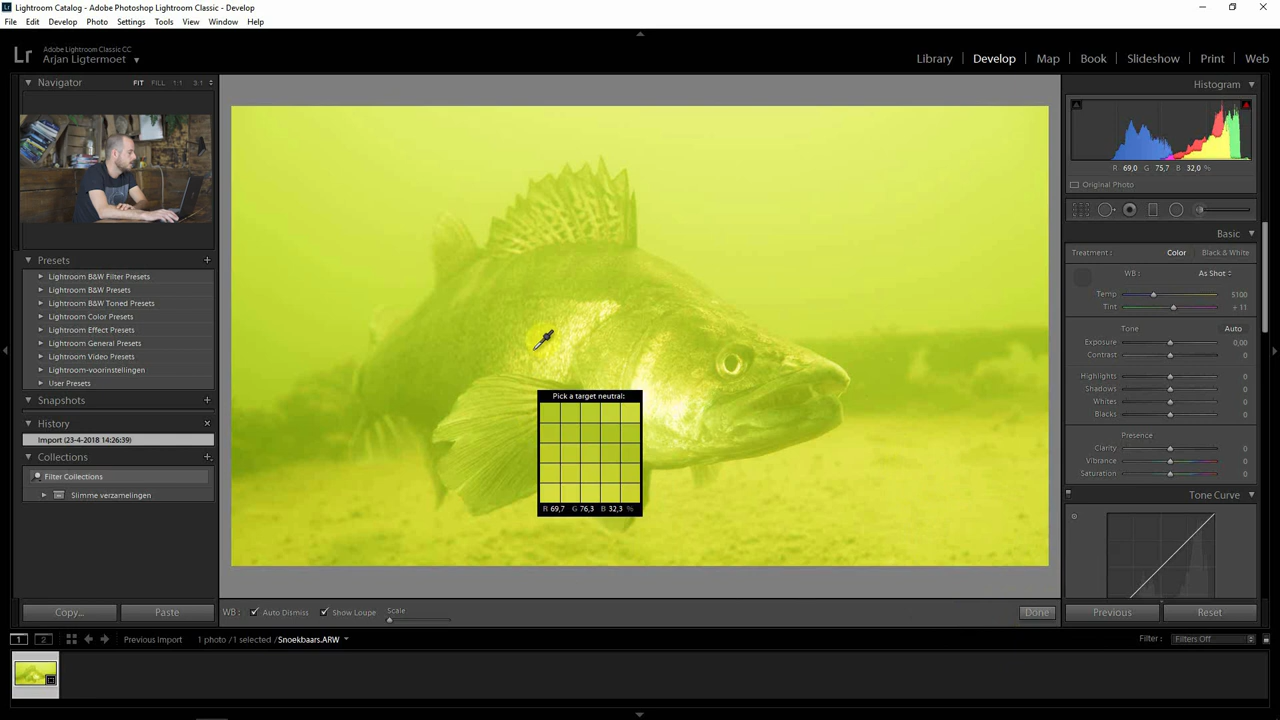 Lightroom Catalog - Adobe Photoshop Lightroom Classic - Develop
File Edit Develop Photo Settings Tools View Window Help
Lr Adobe Lightroom Classic CC
Arjan Ligtermoet
Library Develop Map Book Slideshow Print Web
Navigator FIT FILL 1:1 3:1
Presets
Lightroom B&W Filter Presets
Lightroom B&W Presets
Lightroom B&W Toned Presets
Lightroom Color Presets
Lightroom Effect Presets
Lightroom General Presets
Lightroom Video Presets
Lightroom-voorinstellingen
User Presets
Snapshots
History
Import (23-4-2018 14:26:39)
Collections
Filter Collections
Slimme verzamelingen
Copy... Paste
Pick a target neutral:
R 69,7 G 76,3 B 32,3 %
WB : Auto Dismiss Show Loupe Scale
Done
Histogram
R 69,0 G 75,7 B 32,0 %
Original Photo
Basic
Treatment: Color Black & White
WB : As Shot
Temp 5100
Tint + 11
Tone Auto
Exposure 0,00
Contrast 0
Highlights 0
Shadows 0
Whites 0
Blacks 0
Presence
Clarity 0
Vibrance 0
Saturation 0
Tone Curve
Previous Reset
1 2 Previous Import 1 photo / 1 selected / Snoekbaars.ARW
Filter : Filters Off